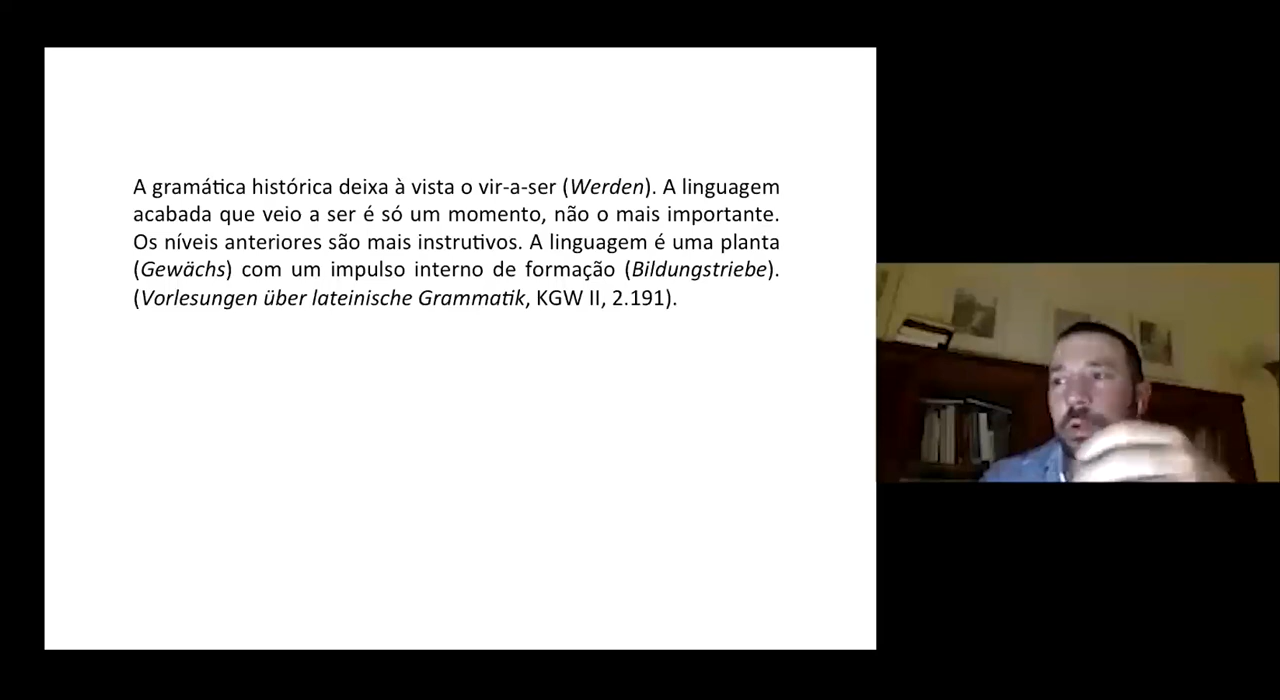 A gramática histórica deixa à vista o vir-a-ser (Werden). A linguagem
acabada que veio a ser é só um momento, não o mais importante.
Os níveis anteriores são mais instrutivos. A linguagem é uma planta
(Gewächs) com um impulso interno de formação (Bildungstriebe).
(Vorlesungen über lateinische Grammatik, KGW II, 2.191).